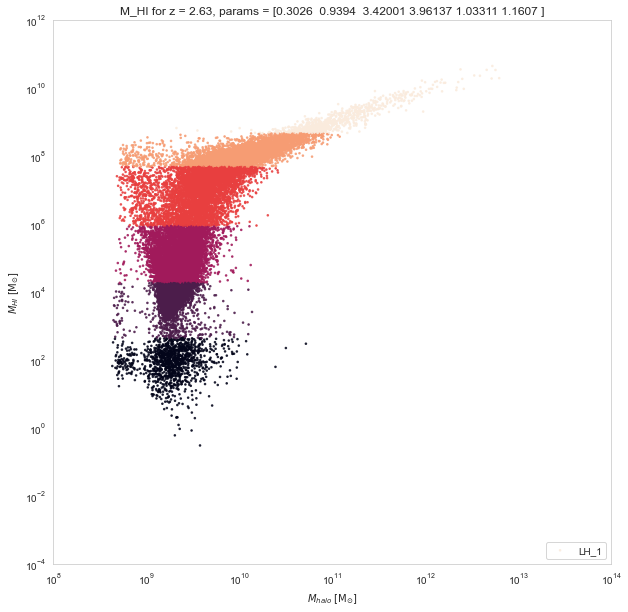 M_HI for z = 2.63, params = [0.3026 0.9394 3.42001 3.96137 1.03311 1.1607 ]
10^12
10^10
10^8
10^6
10^4
10^2
10^0
10^−2
10^−4
M_HI [M_⊙]
LH_1
10^8 10^9 10^10 10^11 10^12 10^13 10^14
M_halo [M_⊙]